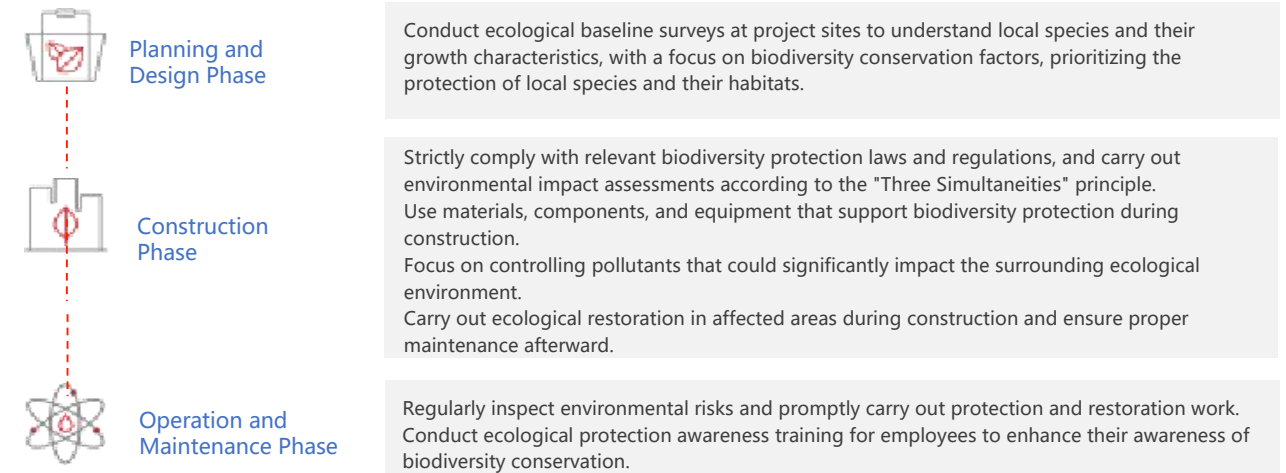 Planning and
Design Phase
Conduct ecological baseline surveys at project sites to understand local species and their
growth characteristics, with a focus on biodiversity conservation factors, prioritizing the
protection of local species and their habitats.
Construction
Phase
Strictly comply with relevant biodiversity protection laws and regulations, and carry out
environmental impact assessments according to the "Three Simultaneities" principle.
Use materials, components, and equipment that support biodiversity protection during
construction.
Focus on controlling pollutants that could significantly impact the surrounding ecological
environment.
Carry out ecological restoration in affected areas during construction and ensure proper
maintenance afterward.
Operation and
Maintenance Phase
Regularly inspect environmental risks and promptly carry out protection and restoration work.
Conduct ecological protection awareness training for employees to enhance their awareness of
biodiversity conservation.